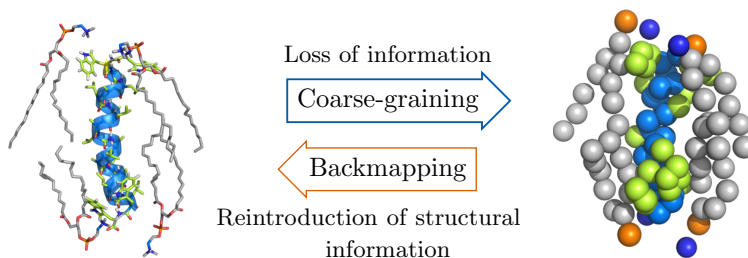 Loss of information
Coarse-graining
Backmapping
Reintroduction of structural
information